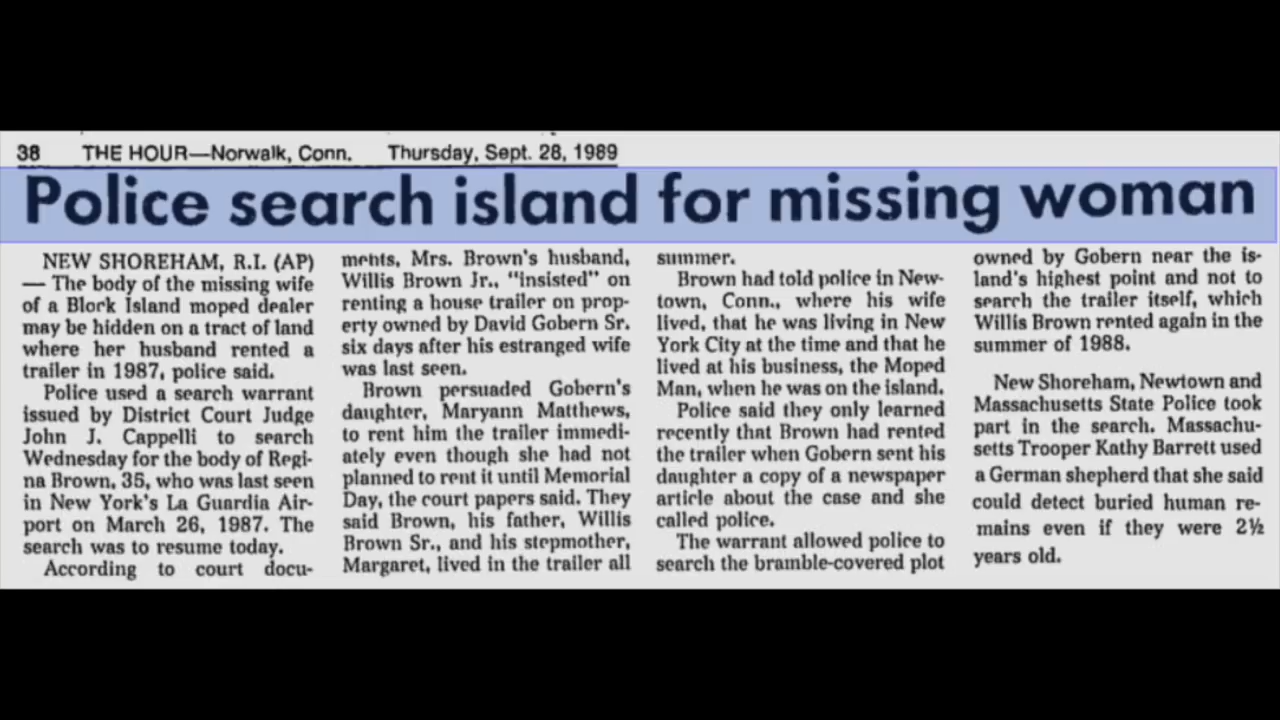 38 THE HOUR—Norwalk, Conn. Thursday, Sept. 28, 1989
Police search island for missing woman
NEW SHOREHAM, R.I. (AP)
— The body of the missing wife
of a Block Island moped dealer
may be hidden on a tract of land
where her husband rented a
trailer in 1987, police said.
Police used a search warrant
issued by District Court Judge
John J. Cappelli to search
Wednesday for the body of Regi-
na Brown, 35, who was last seen
in New York's La Guardia Air-
port on March 26, 1987. The
search was to resume today.
According to court docu-
ments, Mrs. Brown's husband,
Willis Brown Jr., "insisted" on
renting a house trailer on prop-
erty owned by David Gobern Sr.
six days after his estranged wife
was last seen.
Brown persuaded Gobern's
daughter, Maryann Matthews,
to rent him the trailer immedi-
ately even though she had not
planned to rent it until Memorial
Day, the court papers said. They
said Brown, his father, Willis
Brown Sr., and his stepmother,
Margaret, lived in the trailer all
summer.
Brown had told police in New-
town, Conn., where his wife
lived, that he was living in New
York City at the time and that he
lived at his business, the Moped
Man, when he was on the island.
Police said they only learned
recently that Brown had rented
the trailer when Gobern sent his
daughter a copy of a newspaper
article about the case and she
called police.
The warrant allowed police to
search the bramble-covered plot
owned by Gobern near the is-
land's highest point and not to
search the trailer itself, which
Willis Brown rented again in the
summer of 1988.
New Shoreham, Newtown and
Massachusetts State Police took
part in the search. Massachu-
setts Trooper Kathy Barrett used
a German shepherd that she said
could detect buried human re-
mains even if they were 2½
years old.